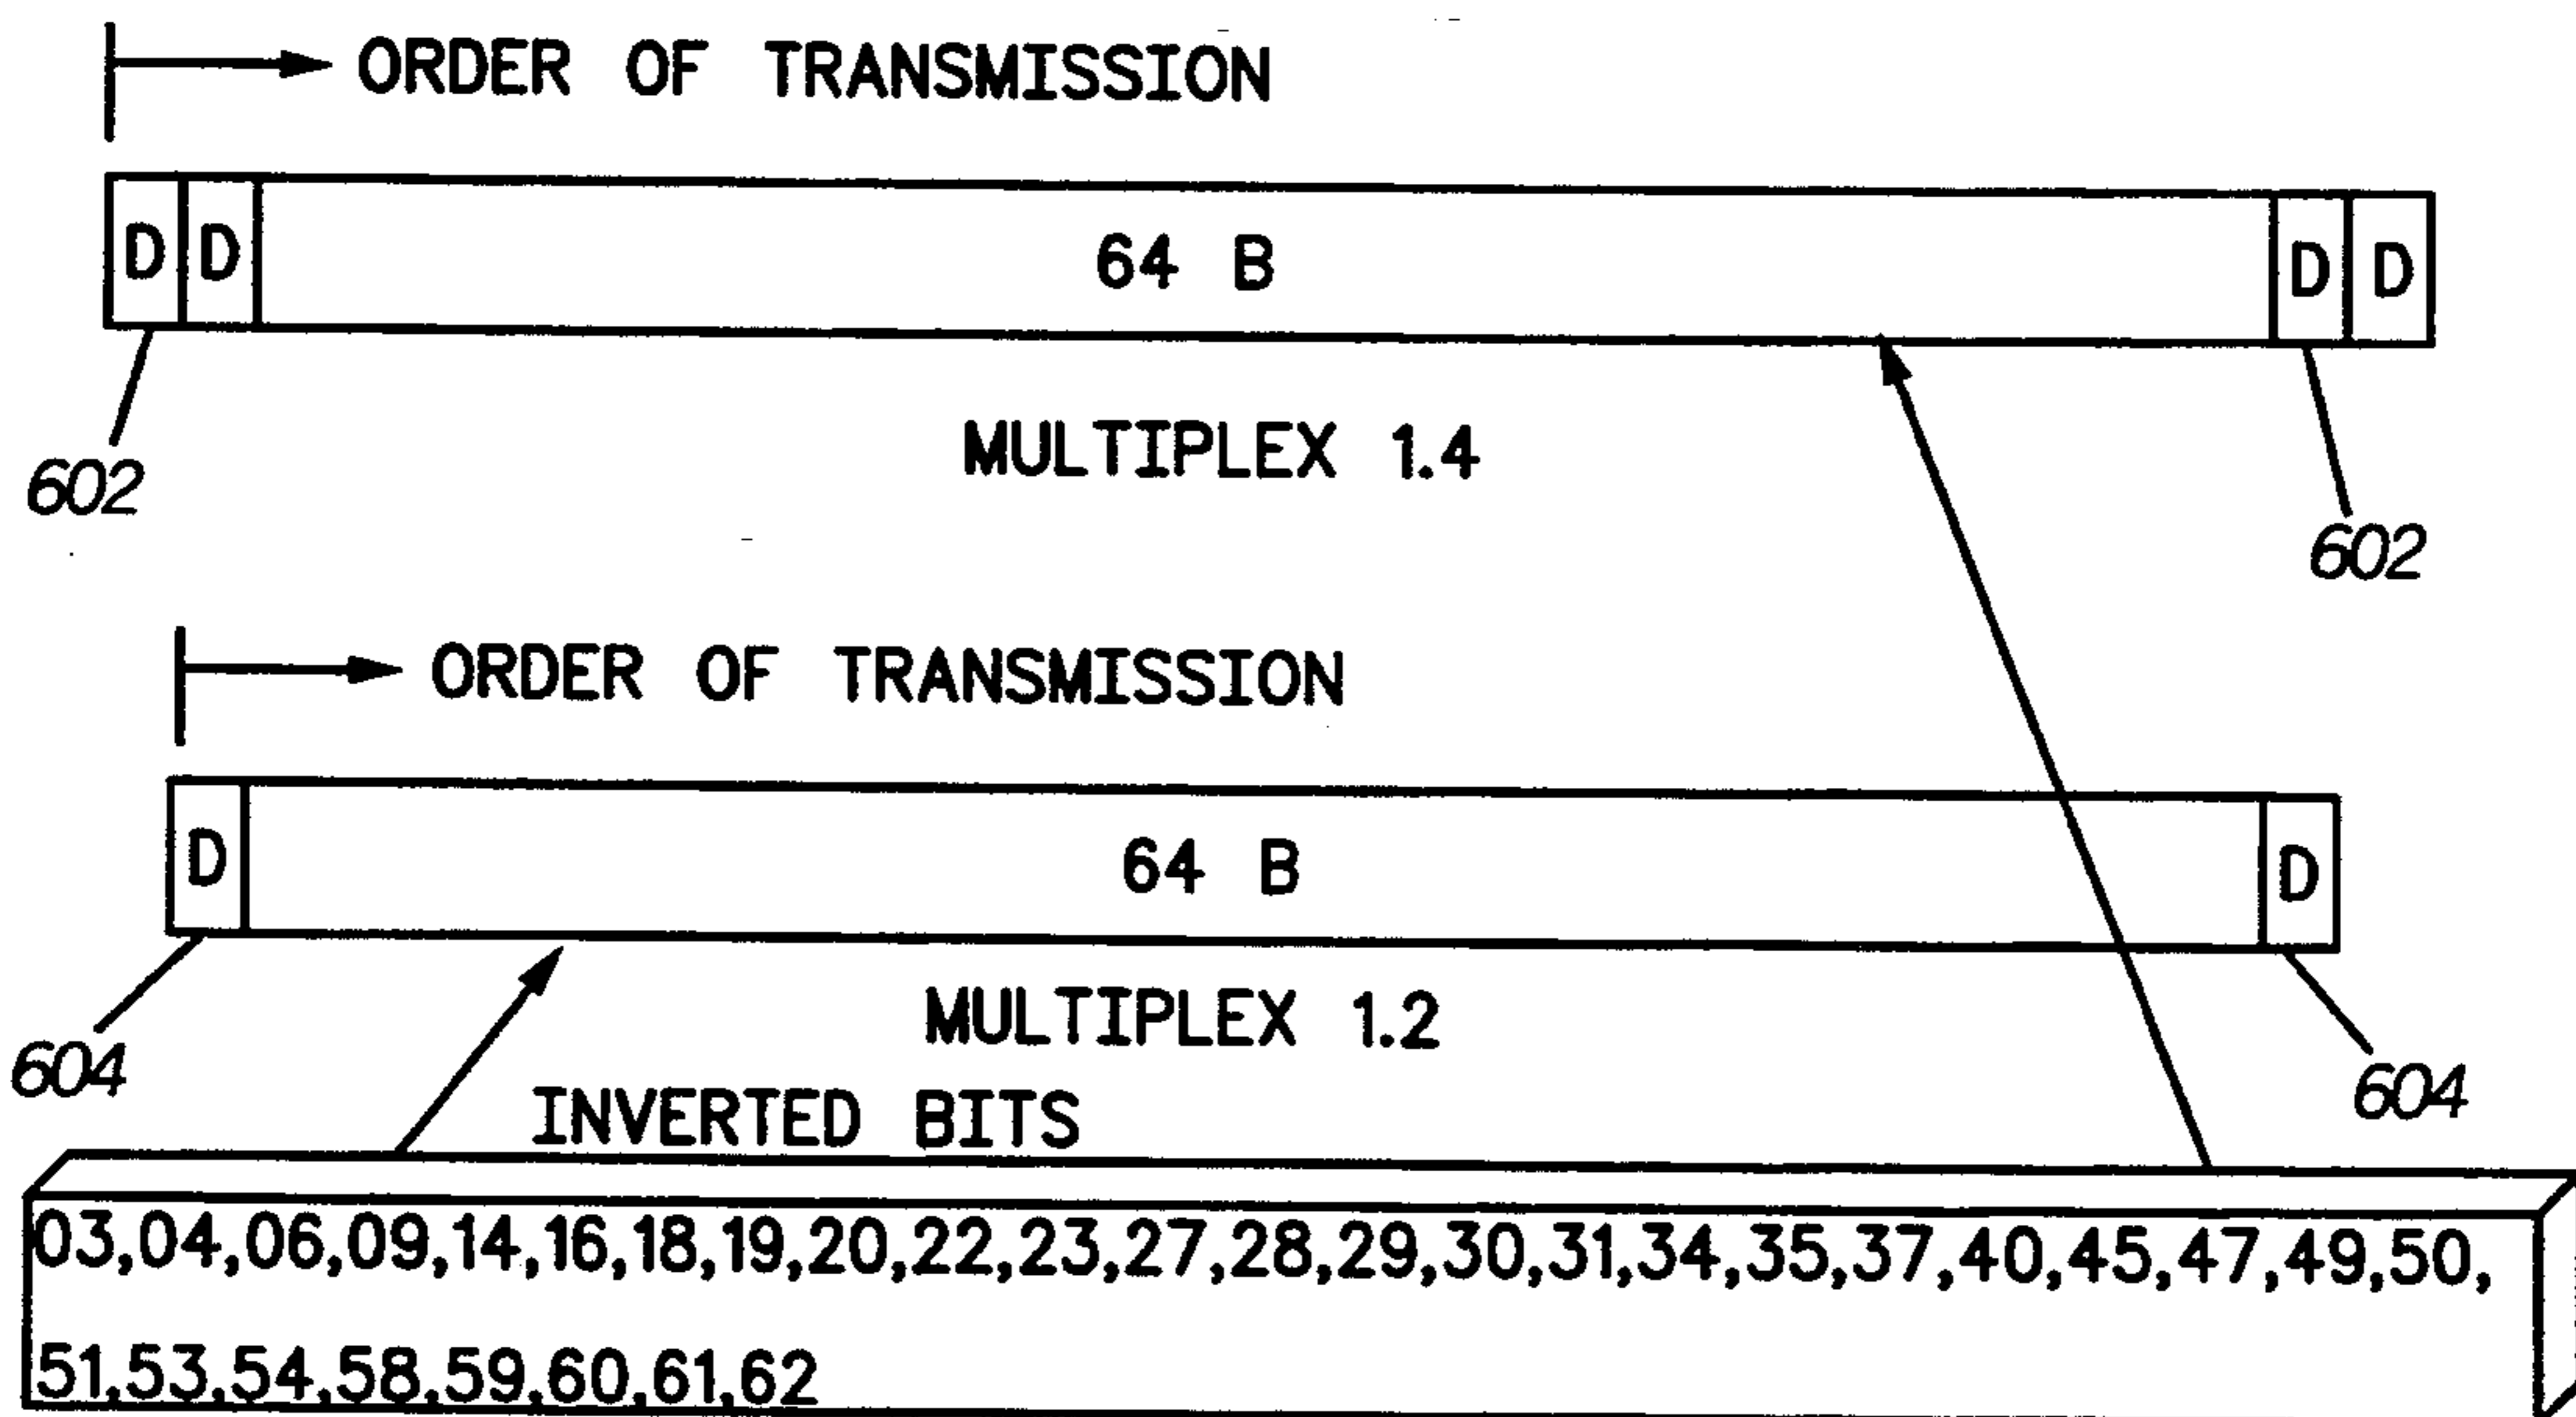 ORDER OF TRANSMISSION
D D 64 B D D
MULTIPLEX 1.4
602
602
ORDER OF TRANSMISSION
D 64 B D
MULTIPLEX 1.2
604
604
INVERTED BITS
03,04,06,09,14,16,18,19,20,22,23,27,28,29,30,31,34,35,37,40,45,47,49,50,
51,53,54,58,59,60,61,62